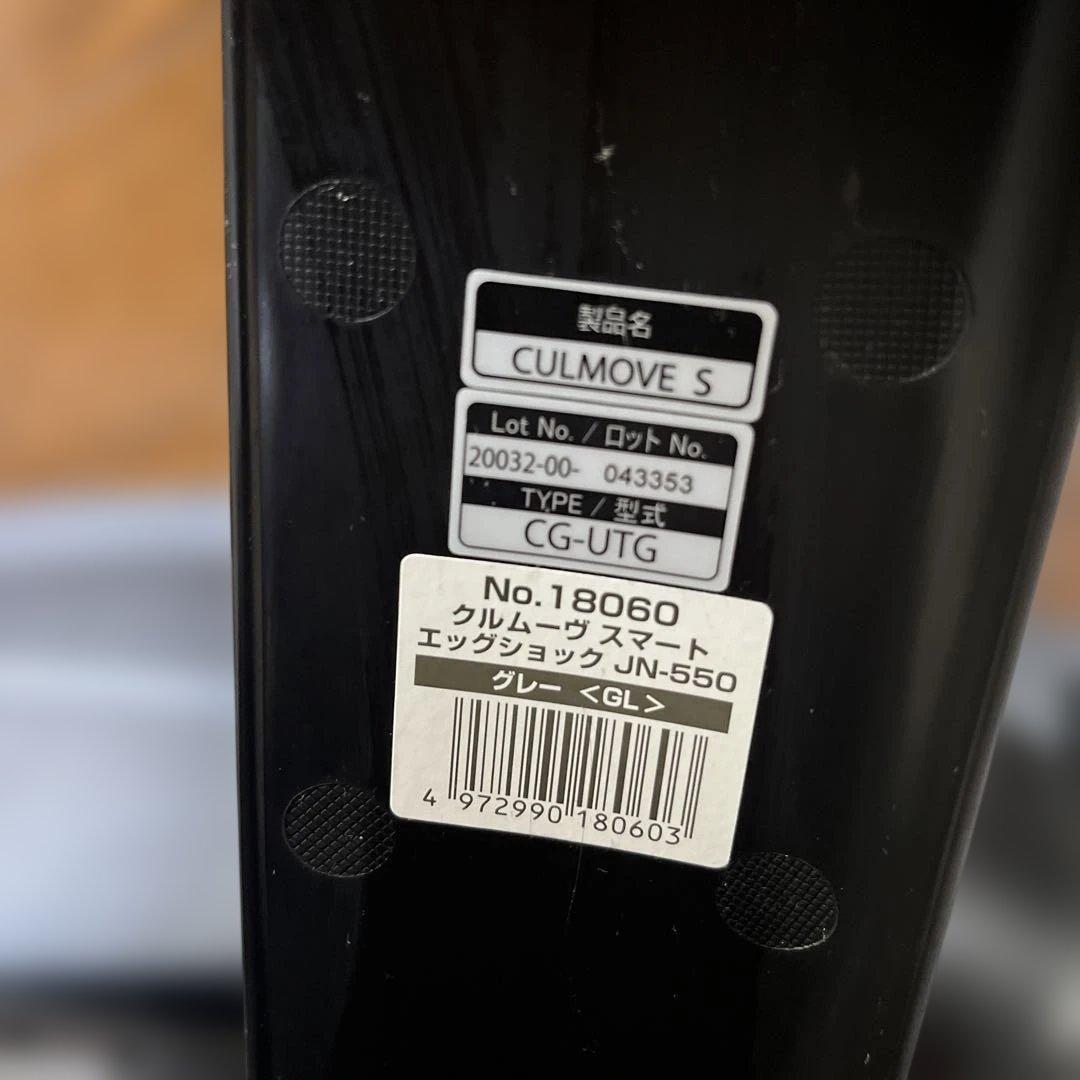 製品名
CULMOVE S
Lot No. / ロット No.
20032-00- 043353
TYPE / 型式
CG-UTG
No.18060
クルムーヴ スマート
エッグショック JN-550
グレー <GL>
4 972990 180603